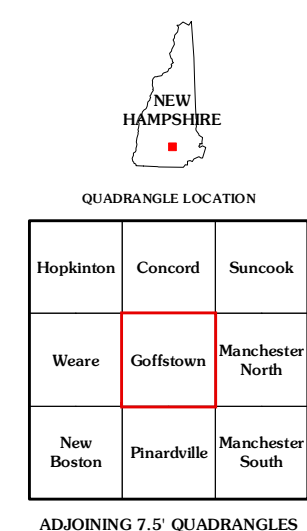 NEW
HAMPSHIRE
QUADRANGLE LOCATION
Hopkinton Concord Suncook
Weare Goffstown Manchester North
New Boston Pinardville Manchester South
ADJOINING 7.5' QUADRANGLES